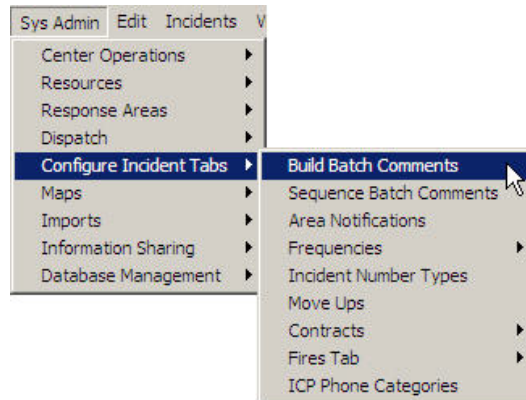 Sys Admin Edit Incidents
Center Operations
Resources
Response Areas
Dispatch
Configure Incident Tabs
Maps
Imports
Information Sharing
Database Management
Build Batch Comments
Sequence Batch Comments
Area Notifications
Frequencies
Incident Number Types
Move Ups
Contracts
Fires Tab
ICP Phone Categories